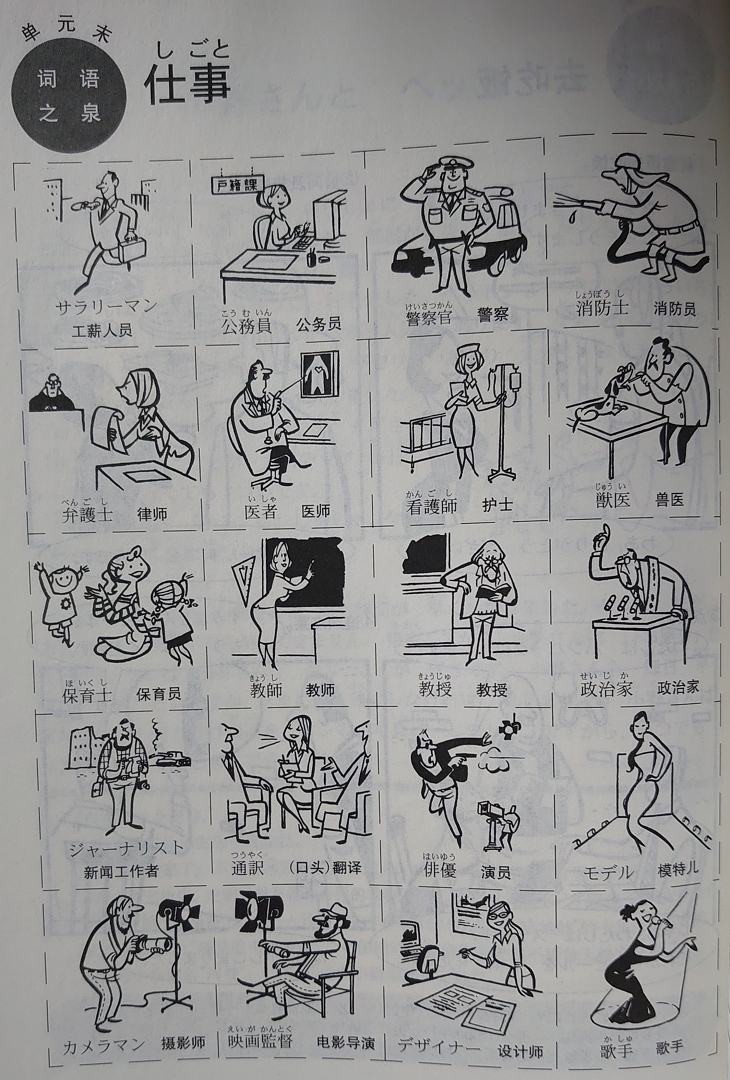 单元末
词语
之泉
しごと
仕事
戸籍課
サラリーマン
工薪人员
こうむいん
公務員 公务员
けいさつかん
警察官 警察
しょうぼうし
消防士 消防员
べんごし
弁護士 律师
いしゃ
医者 医师
かんごし
看護師 护士
じゅうい
獣医 兽医
ほいくし
保育士 保育员
きょうし
教師 教师
きょうじゅ
教授 教授
せいじか
政治家 政治家
ジャーナリスト
新闻工作者
つうやく
通訳 (口头)翻译
はいゆう
俳優 演员
モデル 模特儿
カメラマン 摄影师
えいがかんとく
映画監督 电影导演
デザイナー 设计师
かしゅ
歌手 歌手